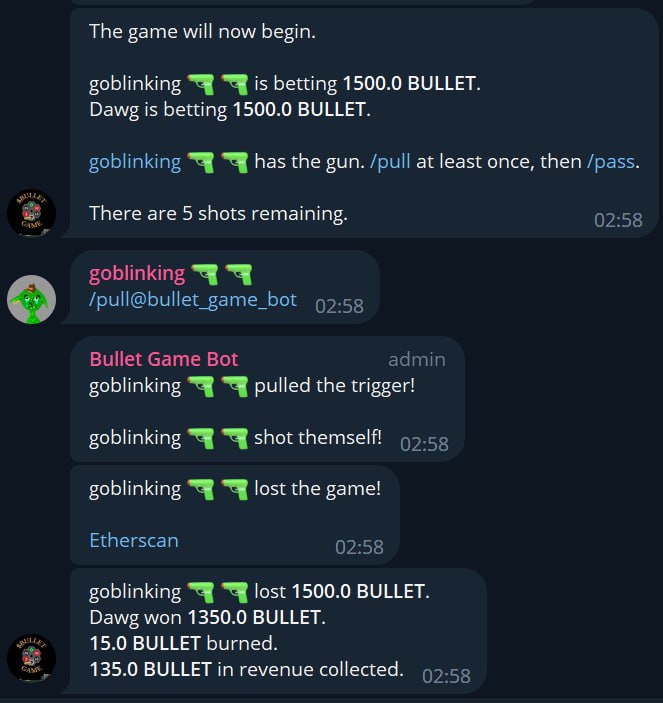 The game will now begin.
goblinking 🔫 🔫 is betting 1500.0 BULLET.
Dawg is betting 1500.0 BULLET.
goblinking 🔫 🔫 has the gun. /pull at least once, then /pass.
There are 5 shots remaining.
02:58
goblinking 🔫 🔫
/pull@bullet_game_bot 02:58
Bullet Game Bot admin
goblinking 🔫 🔫 pulled the trigger!
goblinking 🔫 🔫 shot themself! 02:58
goblinking 🔫 🔫 lost the game!
Etherscan 02:58
goblinking 🔫 🔫 lost 1500.0 BULLET.
Dawg won 1350.0 BULLET.
15.0 BULLET burned.
135.0 BULLET in revenue collected. 02:58